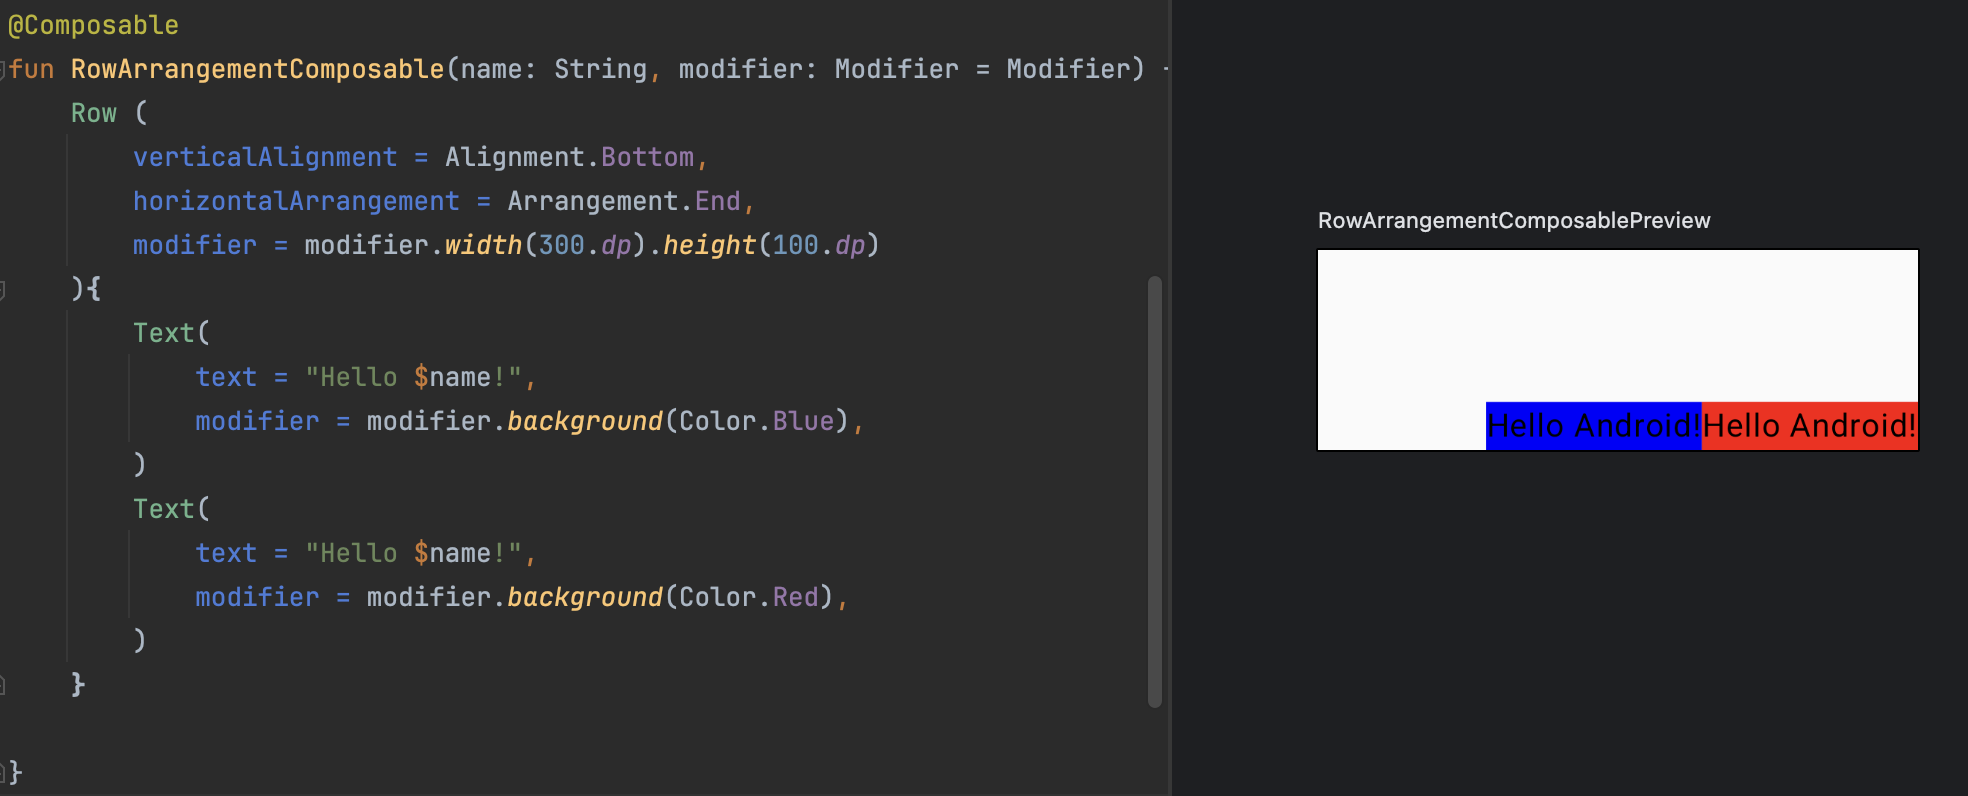 @Composable
fun RowArrangementComposable(name: String, modifier: Modifier = Modifier)
Row (
verticalAlignment = Alignment.Bottom,
horizontalArrangement = Arrangement.End,
modifier = modifier.width(300.dp).height(100.dp)
){
Text(
text = "Hello $name!",
modifier = modifier.background(Color.Blue),
)
Text(
text = "Hello $name!",
modifier = modifier.background(Color.Red),
)
}
}
RowArrangementComposablePreview
Hello Android!Hello Android!